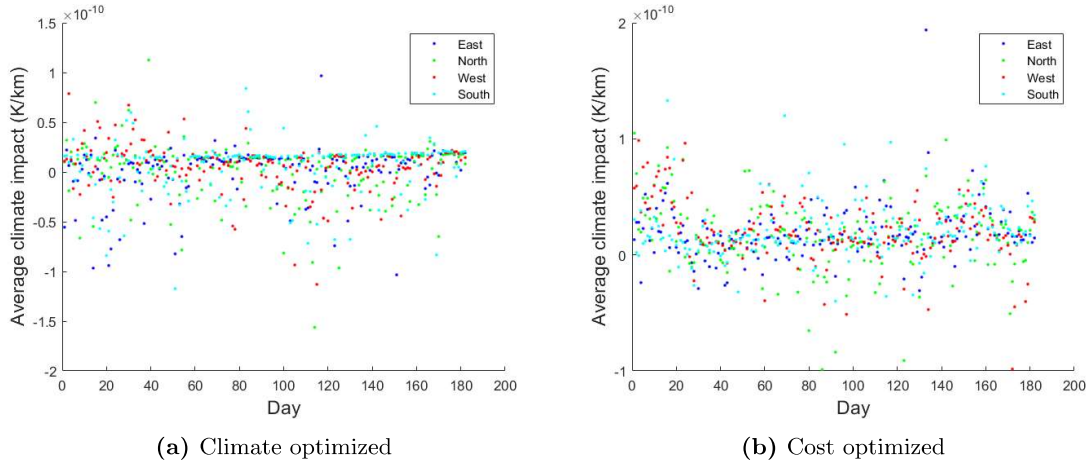 ×10⁻¹⁰
1.5
1
0.5
0
-0.5
-1
-1.5
-2
Average climate impact (K/km)
0 20 40 60 80 100 120 140 160 180 200
Day
East
North
West
South
(a) Climate optimized
×10⁻¹⁰
2
1
0
-1
Average climate impact (K/km)
0 20 40 60 80 100 120 140 160 180 200
Day
East
North
West
South
(b) Cost optimized